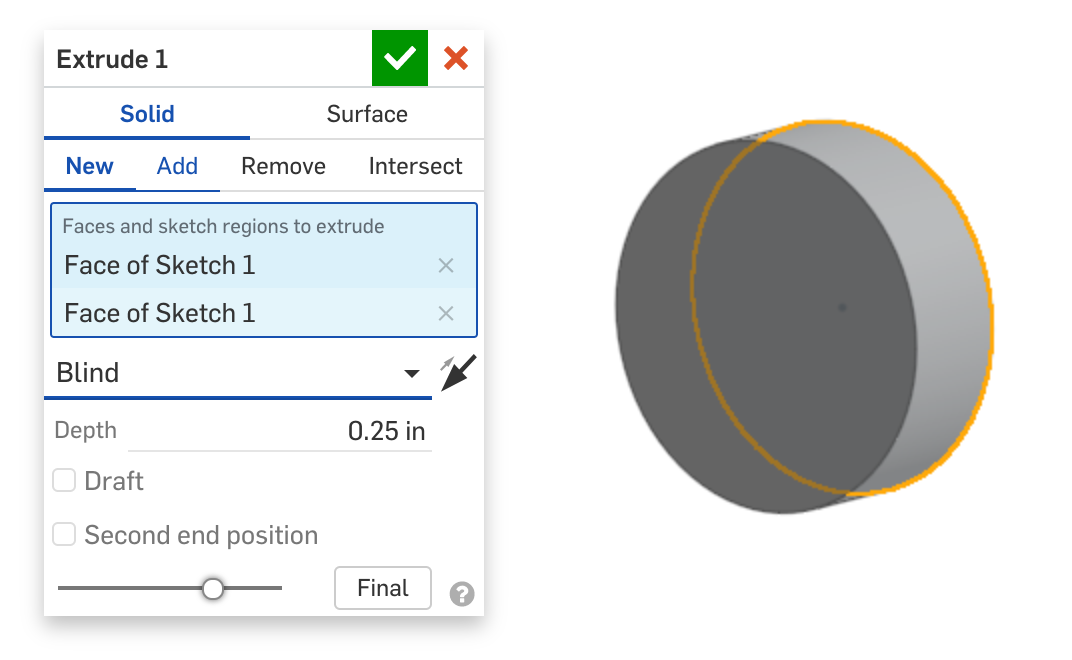 Extrude 1
Solid Surface
New Add Remove Intersect
Faces and sketch regions to extrude
Face of Sketch 1
Face of Sketch 1
Blind
Depth 0.25 in
Draft
Second end position
Final ?